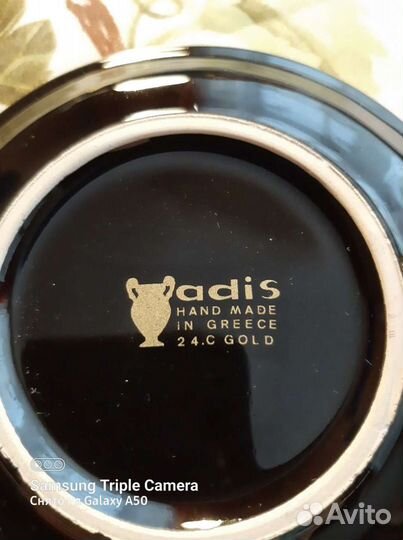 adis
HAND MADE
IN GREECE
24.C GOLD
Samsung Triple Camera
Снято на Galaxy A50
Avito